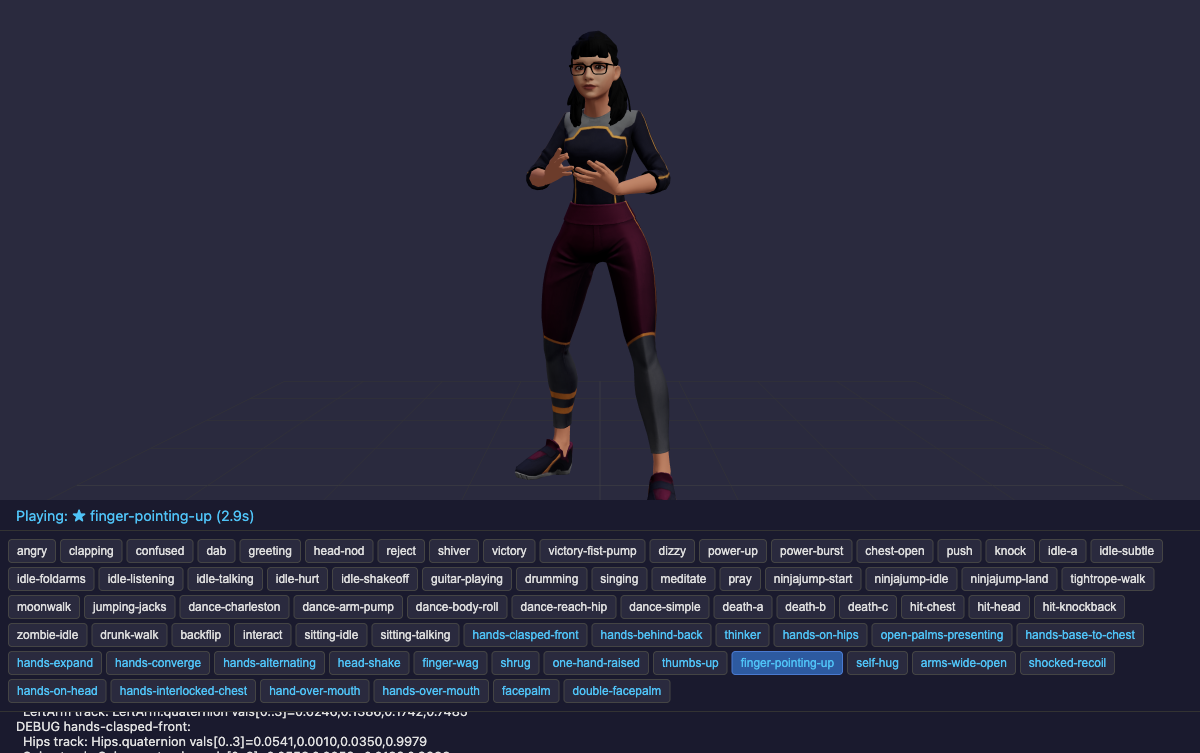 Playing: ★ finger-pointing-up (2.9s)
angry clapping confused dab greeting head-nod reject shiver victory victory-fist-pump dizzy power-up power-burst chest-open push knock idle-a idle-subtle
idle-foldarms idle-listening idle-talking idle-hurt idle-shakeoff guitar-playing drumming singing meditate pray ninjajump-start ninjajump-idle ninjajump-land tightrope-walk
moonwalk jumping-jacks dance-charleston dance-arm-pump dance-body-roll dance-reach-hip dance-simple death-a death-b death-c hit-chest hit-head hit-knockback
zombie-idle drunk-walk backflip interact sitting-idle sitting-talking hands-clasped-front hands-behind-back thinker hands-on-hips open-palms-presenting hands-base-to-chest
hands-expand hands-converge hands-alternating head-shake finger-wag shrug one-hand-raised thumbs-up finger-pointing-up self-hug arms-wide-open shocked-recoil
hands-on-head hands-interlocked-chest hand-over-mouth hands-over-mouth facepalm double-facepalm
LeftArm track: LeftArm.quaternion
DEBUG hands-clasped-front:
Hips track: Hips.quaternion vals[0..3]=0.0541,0.0010,0.0350,0.9979